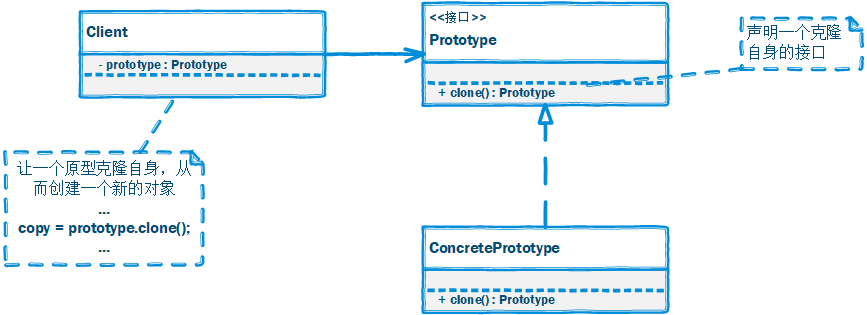 Client
- prototype : Prototype
<<接口>>
Prototype
+ clone() : Prototype
声明一个克隆
自身的接口
让一个原型克隆自身，从
而创建一个新的对象
...
copy = prototype.clone();
...
ConcretePrototype
+ clone() : Prototype